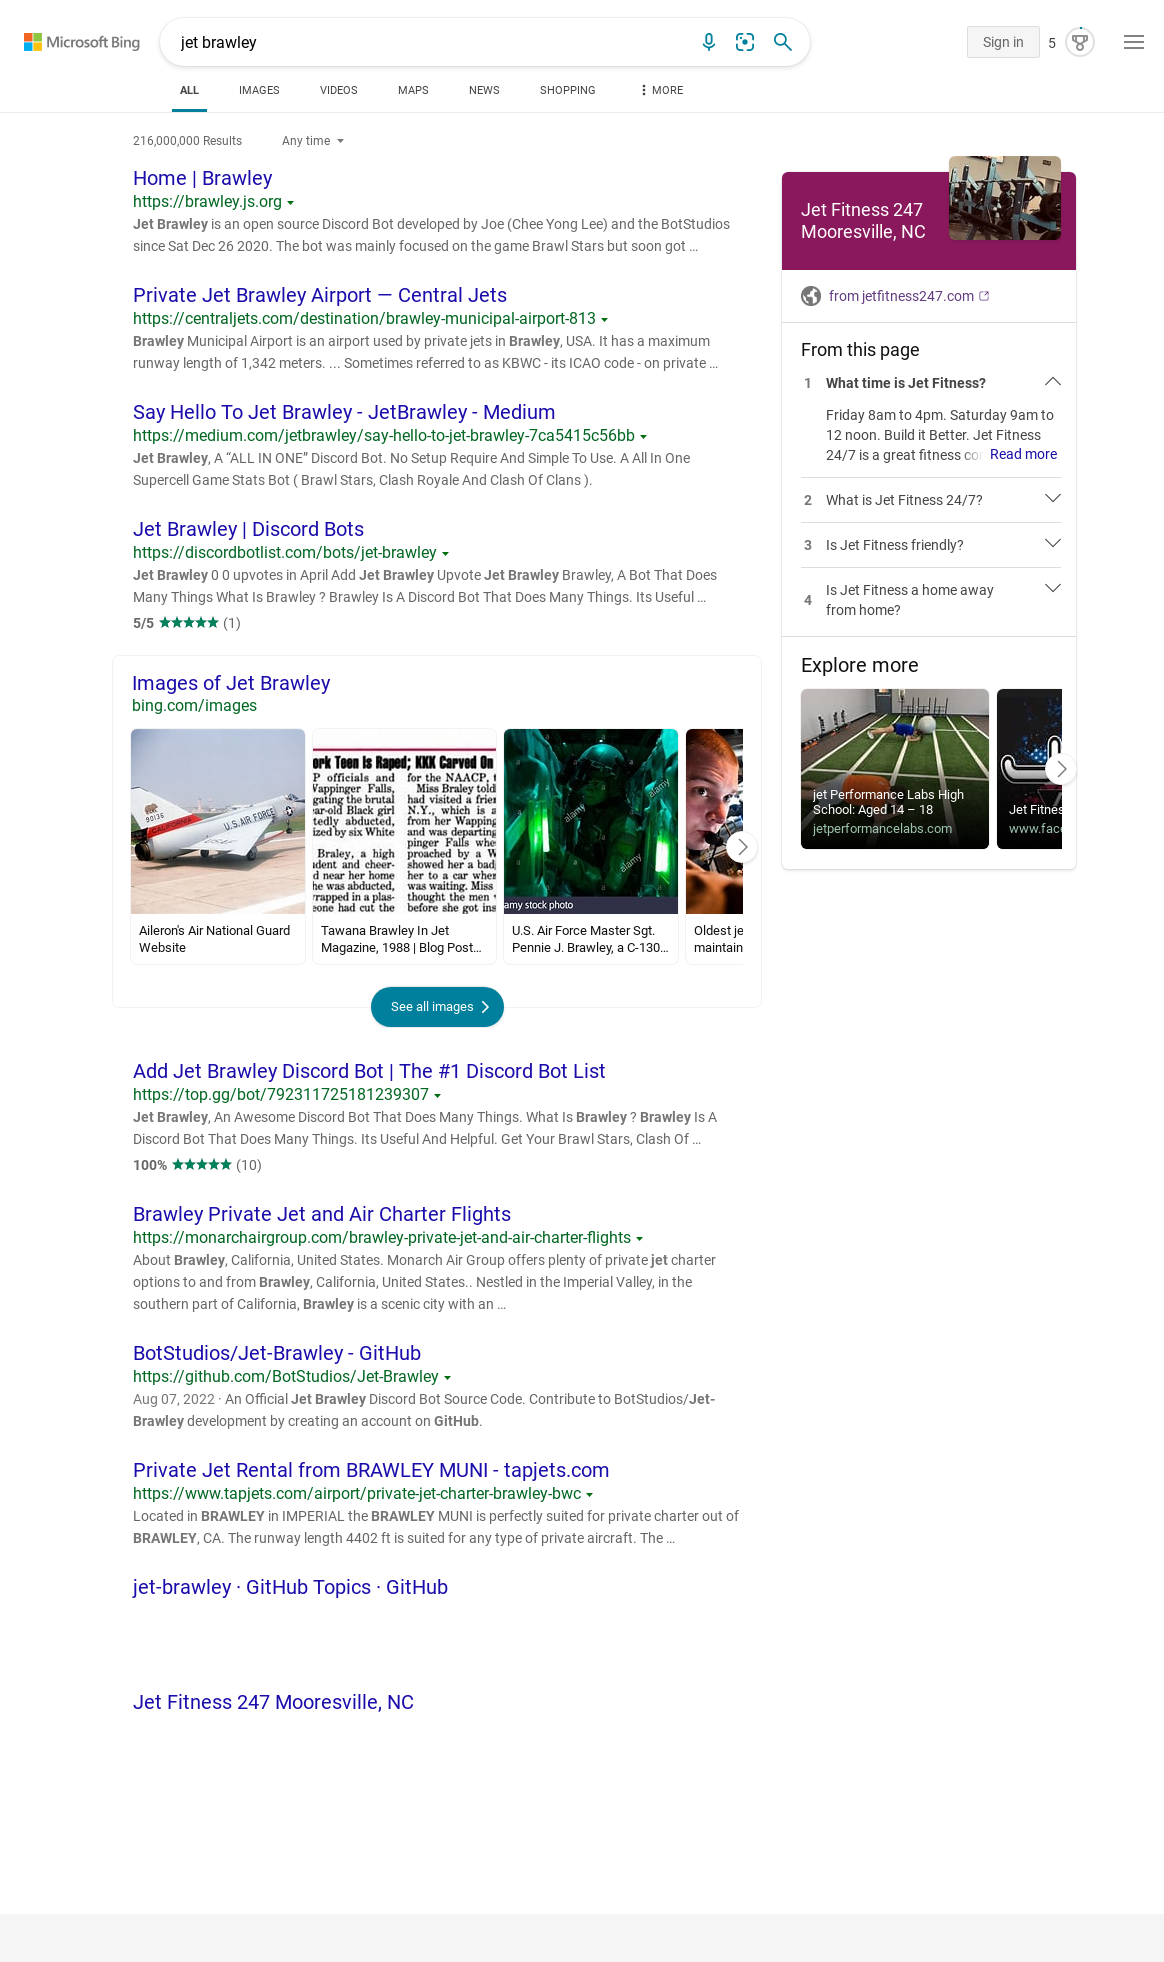 Microsoft Bing
jet brawley
Sign in
5
ALL
IMAGES
VIDEOS
MAPS
NEWS
SHOPPING
MORE
216,000,000 Results
Any time
Home | Brawley
https://brawley.js.org
Jet Brawley is an open source Discord Bot developed by Joe (Chee Yong Lee) and the BotStudios
since Sat Dec 26 2020. The bot was mainly focused on the game Brawl Stars but soon got …
Private Jet Brawley Airport — Central Jets
https://centraljets.com/destination/brawley-municipal-airport-813
Brawley Municipal Airport is an airport used by private jets in Brawley, USA. It has a maximum
runway length of 1,342 meters. ... Sometimes referred to as KBWC - its ICAO code - on private …
Say Hello To Jet Brawley - JetBrawley - Medium
https://medium.com/jetbrawley/say-hello-to-jet-brawley-7ca5415c56bb
Jet Brawley, A “ALL IN ONE” Discord Bot. No Setup Require And Simple To Use. A All In One
Supercell Game Stats Bot ( Brawl Stars, Clash Royale And Clash Of Clans ).
Jet Brawley | Discord Bots
https://discordbotlist.com/bots/jet-brawley
Jet Brawley 0 0 upvotes in April Add Jet Brawley Upvote Jet Brawley Brawley, A Bot That Does
Many Things What Is Brawley ? Brawley Is A Discord Bot That Does Many Things. Its Useful …
5/5 ★★★★★ (1)
Images of Jet Brawley
bing.com/images
90136
CALIFORNIA
U.S. AIR FORCE
ork Teen Is Raped; KKK Carved On
P officials and
Wappinger Falls,
gating the brutal
ear-old Black girl
tedly abducted,
ized by six White
Braley, a high
dent and cheer-
d near her home
he was abducted,
wrapped in a plas-
eone had cut the
for the NAACP, t
Miss Braley told
had visited a frien
N.Y., which is a
from her Wapping
and was departing
pinger Falls whe
proached by a W
showed her a bad
her to a car where
was waiting. Miss
thought the men
before she got ins
alamy
alamy
alamy
amy stock photo
Aileron's Air National Guard
Website
Tawana Brawley In Jet
Magazine, 1988 | Blog Post…
U.S. Air Force Master Sgt.
Pennie J. Brawley, a C-130…
Oldest je
maintain
See all images
Add Jet Brawley Discord Bot | The #1 Discord Bot List
https://top.gg/bot/792311725181239307
Jet Brawley, An Awesome Discord Bot That Does Many Things. What Is Brawley ? Brawley Is A
Discord Bot That Does Many Things. Its Useful And Helpful. Get Your Brawl Stars, Clash Of …
100% ★★★★★ (10)
Brawley Private Jet and Air Charter Flights
https://monarchairgroup.com/brawley-private-jet-and-air-charter-flights
About Brawley, California, United States. Monarch Air Group offers plenty of private jet charter
options to and from Brawley, California, United States.. Nestled in the Imperial Valley, in the
southern part of California, Brawley is a scenic city with an …
BotStudios/Jet-Brawley - GitHub
https://github.com/BotStudios/Jet-Brawley
Aug 07, 2022 · An Official Jet Brawley Discord Bot Source Code. Contribute to BotStudios/Jet-
Brawley development by creating an account on GitHub.
Private Jet Rental from BRAWLEY MUNI - tapjets.com
https://www.tapjets.com/airport/private-jet-charter-brawley-bwc
Located in BRAWLEY in IMPERIAL the BRAWLEY MUNI is perfectly suited for private charter out of
BRAWLEY, CA. The runway length 4402 ft is suited for any type of private aircraft. The …
jet-brawley · GitHub Topics · GitHub
Jet Fitness 247 Mooresville, NC
Jet Fitness 247
Mooresville, NC
from jetfitness247.com
From this page
1 What time is Jet Fitness?
Friday 8am to 4pm. Saturday 9am to
12 noon. Build it Better. Jet Fitness
24/7 is a great fitness co Read more
2 What is Jet Fitness 24/7?
3 Is Jet Fitness friendly?
4 Is Jet Fitness a home away
from home?
Explore more
jet Performance Labs High
School: Aged 14 – 18
jetperformancelabs.com
Jet Fitnes
www.face